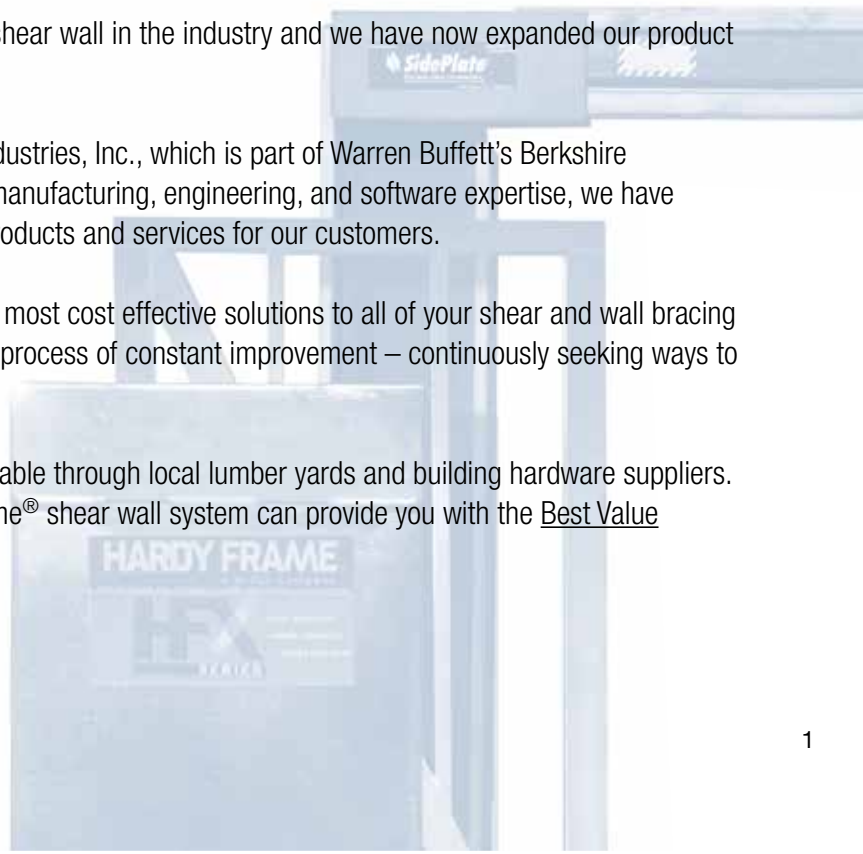 shear wall in the industry and we have now expanded our product
SidePlate
dustries, Inc., which is part of Warren Buffett's Berkshire
manufacturing, engineering, and software expertise, we have
roducts and services for our customers.
most cost effective solutions to all of your shear and wall bracing
process of constant improvement – continuously seeking ways to
able through local lumber yards and building hardware suppliers.
me® shear wall system can provide you with the Best Value
HARDY FRAME
HFX
SERIES
1